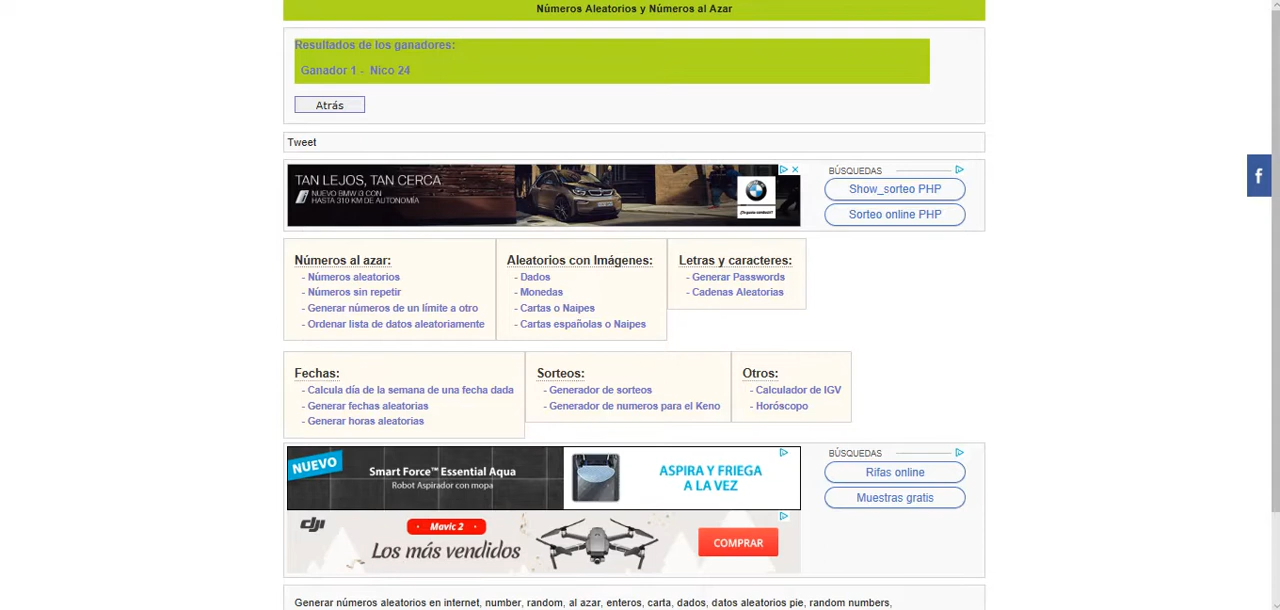 Números Aleatorios y Números al Azar
Resultados de los ganadores:
Ganador 1 - Nico 24
Atrás
Tweet
TAN LEJOS, TAN CERCA
NUEVO BMW i3 CON
HASTA 310 KM DE AUTONOMÍA
BÚSQUEDAS
Show_sorteo PHP
Sorteo online PHP
Números al azar:
- Números aleatorios
- Números sin repetir
- Generar números de un límite a otro
- Ordenar lista de datos aleatoriamente
Aleatorios con Imágenes:
- Dados
- Monedas
- Cartas o Naipes
- Cartas españolas o Naipes
Letras y caracteres:
- Generar Passwords
- Cadenas Aleatorias
Fechas:
- Calcula día de la semana de una fecha dada
- Generar fechas aleatorias
- Generar horas aleatorias
Sorteos:
- Generador de sorteos
- Generador de numeros para el Keno
Otros:
- Calculador de IGV
- Horóscopo
NUEVO
Smart Force™ Essential Aqua
Robot Aspirador con mopa
ASPIRA Y FRIEGA
A LA VEZ
BÚSQUEDAS
Rifas online
Muestras gratis
dji
Mavic 2
Los más vendidos
COMPRAR
Generar números aleatorios en internet, number, random, al azar, enteros, carta, dados, datos aleatorios pie, random numbers,